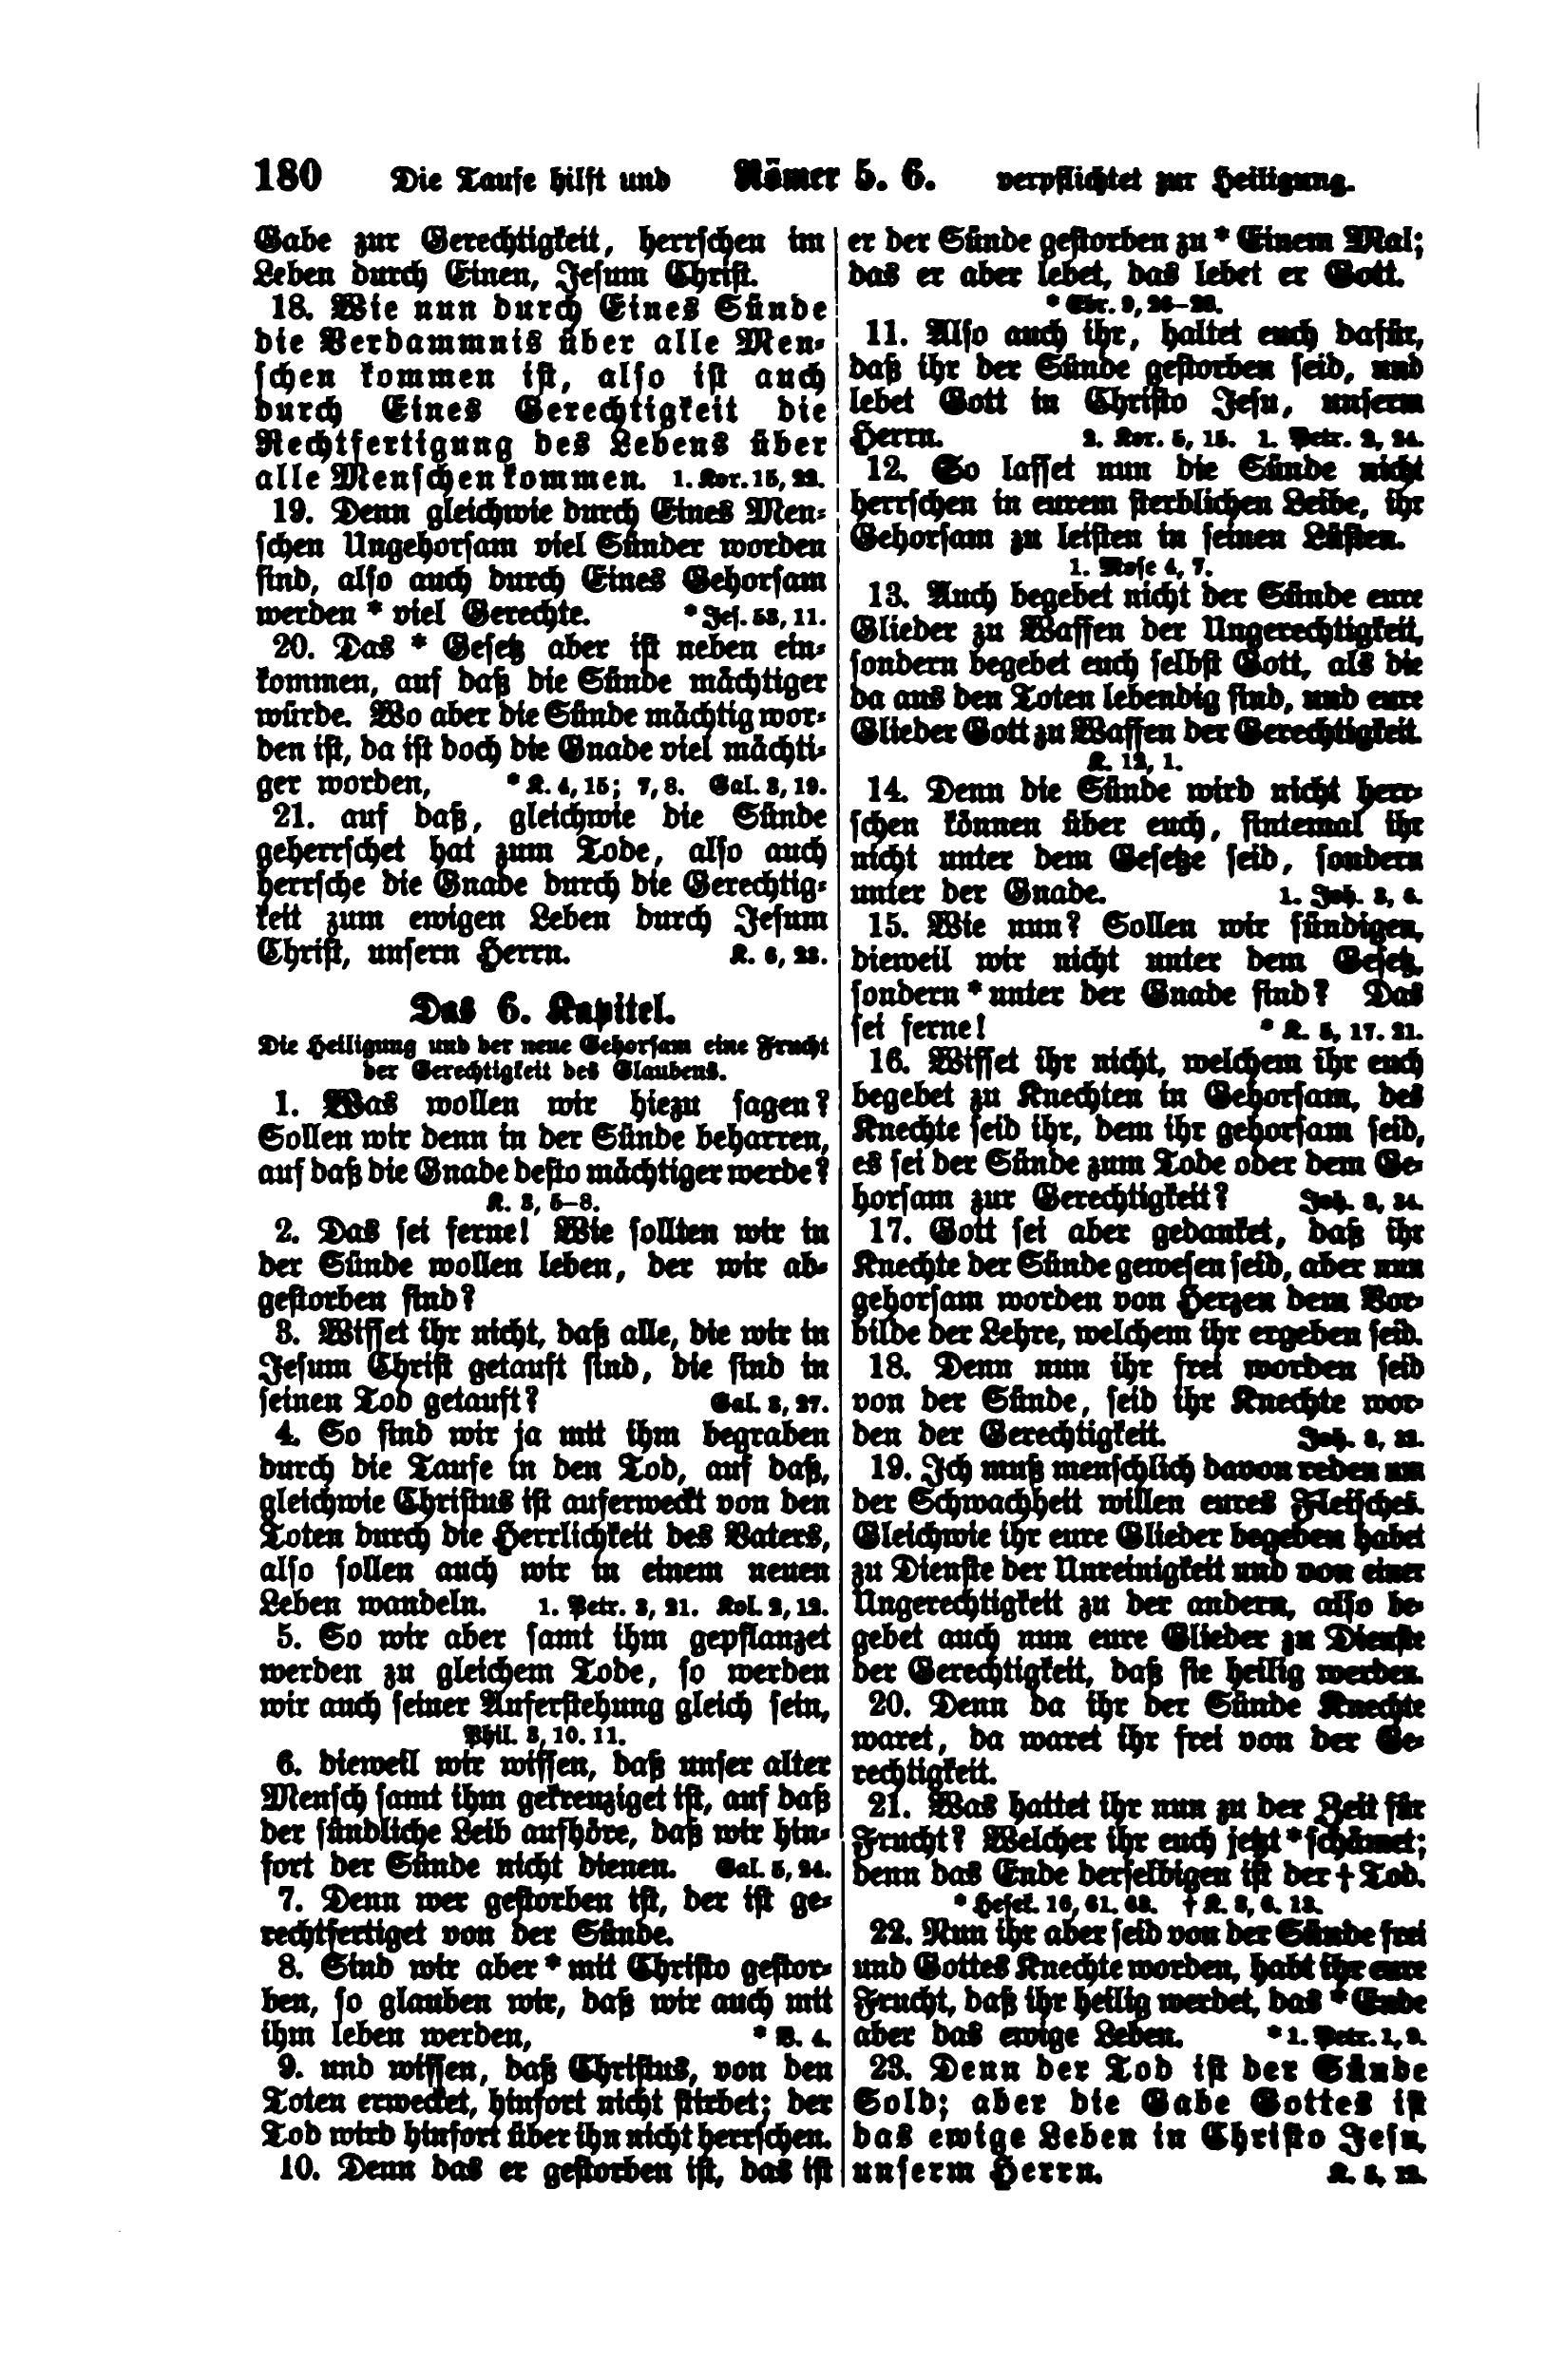 180 Die Taufe hilft und Römer 5. 6. verpflichtet zur Heiligung.
Gabe zur Gerechtigkeit, herrschen im
Leben durch Einen, Jesum Christ.
18. Wie nun durch Eines Sünde
die Verdammnis über alle Men-
schen kommen ist, also ist auch
durch Eines Gerechtigkeit die
Rechtfertigung des Lebens über
alle Menschen kommen. 1. Kor. 15, 22.
19. Denn gleichwie durch Eines Men-
schen Ungehorsam viel Sünder worden
sind, also auch durch Eines Gehorsam
werden * viel Gerechte. * Jes. 53, 11.
20. Das * Gesetz aber ist neben ein-
kommen, auf daß die Sünde mächtiger
würde. Wo aber die Sünde mächtig wor-
den ist, da ist doch die Gnade viel mächti-
ger worden, * K. 4, 15; 7, 8. Gal. 3, 19.
21. auf daß, gleichwie die Sünde
geherrschet hat zum Tode, also auch
herrsche die Gnade durch die Gerechtig-
keit zum ewigen Leben durch Jesum
Christ, unsern Herrn. K. 6, 23.
Das 6. Kapitel.
Die Heiligung und der neue Gehorsam eine Frucht
der Gerechtigkeit des Glaubens.
1. Was wollen wir hiezu sagen?
Sollen wir denn in der Sünde beharren,
auf daß die Gnade desto mächtiger werde?
K. 3, 5–8.
2. Das sei ferne! Wie sollten wir in
der Sünde wollen leben, der wir ab-
gestorben sind?
3. Wisset ihr nicht, daß alle, die wir in
Jesum Christ getauft sind, die sind in
seinen Tod getauft? Gal. 3, 27.
4. So sind wir ja mit ihm begraben
durch die Taufe in den Tod, auf daß,
gleichwie Christus ist auferweckt von den
Toten durch die Herrlichkeit des Vaters,
also sollen auch wir in einem neuen
Leben wandeln. 1. Petr. 3, 21. Kol. 2, 12.
5. So wir aber samt ihm gepflanzet
werden zu gleichem Tode, so werden
wir auch seiner Auferstehung gleich sein,
Phil. 3, 10. 11.
6. dieweil wir wissen, daß unser alter
Mensch samt ihm gekreuziget ist, auf daß
der sündliche Leib aufhöre, daß wir hin-
fort der Sünde nicht dienen. Gal. 5, 24.
7. Denn wer gestorben ist, der ist ge-
rechtfertiget von der Sünde.
8. Sind wir aber * mit Christo gestor-
ben, so glauben wir, daß wir auch mit
ihm leben werden, * V. 4.
9. und wissen, daß Christus, von den
Toten erwecket, hinfort nicht stirbet; der
Tod wird hinfort über ihn nicht herrschen.
10. Denn das er gestorben ist, das ist
er der Sünde gestorben zu * Einem Mal;
das er aber lebet, das lebet er Gott.
* Ebr. 9, 26–28.
11. Also auch ihr, haltet euch dafür,
daß ihr der Sünde gestorben seid, und
lebet Gott in Christo Jesu, unserm
Herrn. 2. Kor. 5, 15. 1. Petr. 2, 24.
12. So lasset nun die Sünde nicht
herrschen in eurem sterblichen Leibe, ihr
Gehorsam zu leisten in seinen Lüsten.
1. Mose 4, 7.
13. Auch begebet nicht der Sünde eure
Glieder zu Waffen der Ungerechtigkeit,
sondern begebet euch selbst Gott, als die
da aus den Toten lebendig sind, und eure
Glieder Gott zu Waffen der Gerechtigkeit.
K. 12, 1.
14. Denn die Sünde wird nicht herr-
schen können über euch, sintemal ihr
nicht unter dem Gesetze seid, sondern
unter der Gnade. 1. Joh. 3, 6.
15. Wie nun? Sollen wir sündigen,
dieweil wir nicht unter dem Gesetz,
sondern * unter der Gnade sind? Das
sei ferne! * K. 5, 17. 21.
16. Wisset ihr nicht, welchem ihr euch
begebet zu Knechten in Gehorsam, des
Knechte seid ihr, dem ihr gehorsam seid,
es sei der Sünde zum Tode oder dem Ge-
horsam zur Gerechtigkeit? Joh. 8, 34.
17. Gott sei aber gedanket, daß ihr
Knechte der Sünde gewesen seid, aber nun
gehorsam worden von Herzen dem Vor-
bilde der Lehre, welchem ihr ergeben seid.
18. Denn nun ihr frei worden seid
von der Sünde, seid ihr Knechte wor-
den der Gerechtigkeit. Joh. 8, 32.
19. Ich muß menschlich davon reden um
der Schwachheit willen eures Fleisches.
Gleichwie ihr eure Glieder begeben habet
zu Dienste der Unreinigkeit und von einer
Ungerechtigkeit zu der andern, also be-
gebet auch nun eure Glieder zu Dienste
der Gerechtigkeit, daß sie heilig werden.
20. Denn da ihr der Sünde Knechte
waret, da waret ihr frei von der Ge-
rechtigkeit.
21. Was hattet ihr nun zu der Zeit für
Frucht? Welcher ihr euch jetzt * schämet;
denn das Ende derselbigen ist der † Tod.
* Hesek. 16, 61. 63. † K. 8, 6. 13.
22. Nun ihr aber seid von der Sünde frei
und Gottes Knechte worden, habt ihr eure
Frucht, daß ihr heilig werdet, das * Ende
aber das ewige Leben. * 1. Petr. 1, 9.
23. Denn der Tod ist der Sünde
Sold; aber die Gabe Gottes ist
das ewige Leben in Christo Jesu,
unserm Herrn. K. 5, 12.